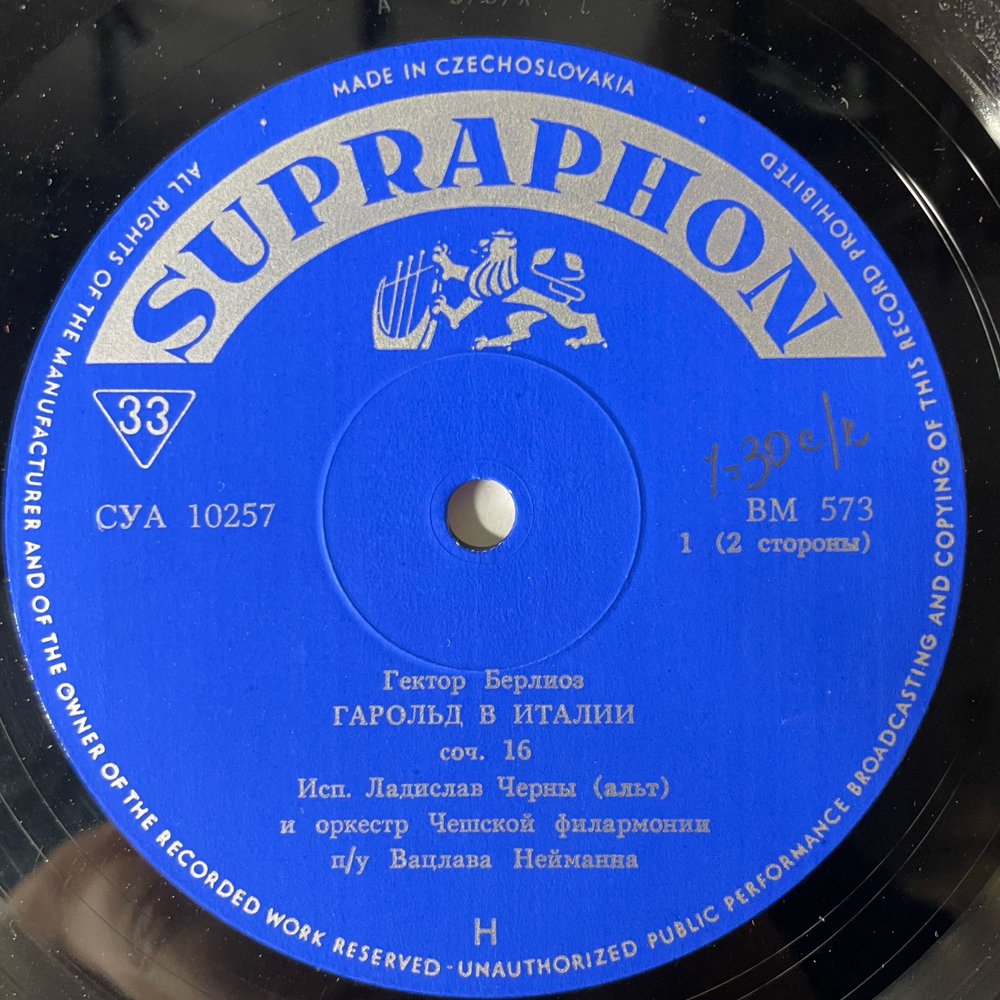 MADE IN CZECHOSLOVAKIA
SUPRAPHON
33
СУА 10257
ВМ 573
1 (2 стороны)
Гектор Берлиоз
ГАРОЛЬД В ИТАЛИИ
соч. 16
Исп. Ладислав Черны (альт)
и оркестр Чешской филармонии
п/у Вацлава Нейманна
H
ALL RIGHTS OF THE MANUFACTURER AND OF THE OWNER OF THE RECORDED WORK RESERVED - UNAUTHORIZED PUBLIC PERFORMANCE BROADCASTING AND COPYING OF THIS RECORD PROHIBITED